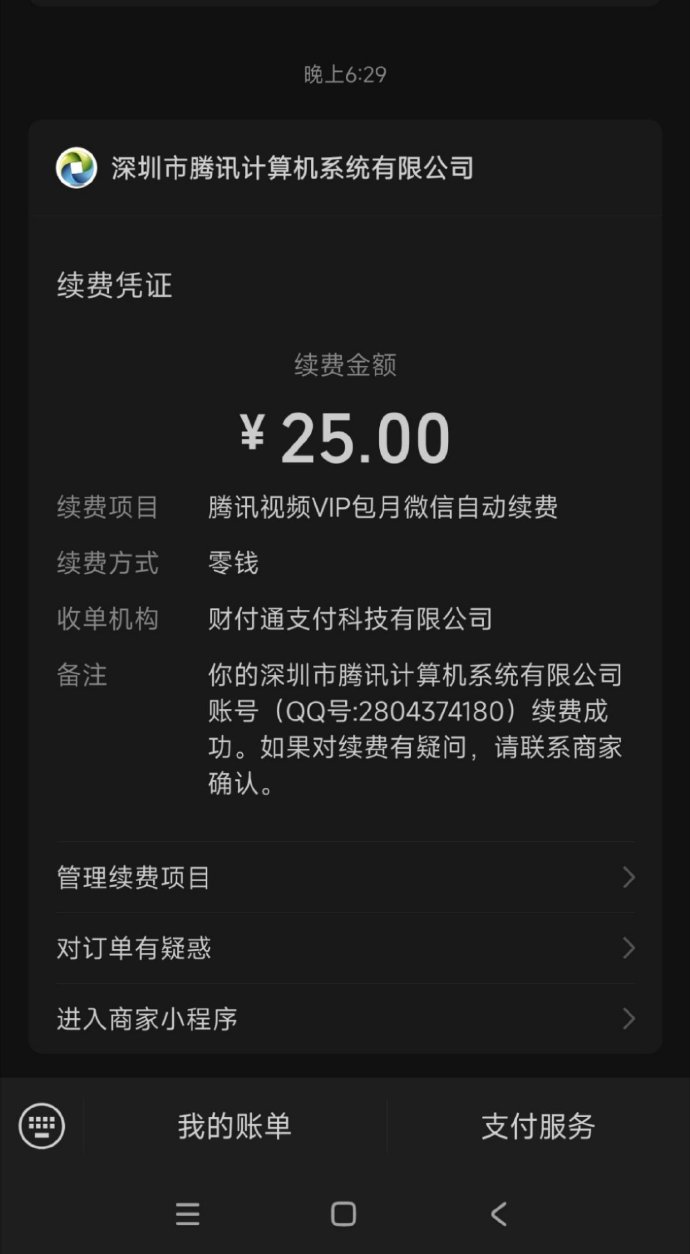 晚上6:29
深圳市腾讯计算机系统有限公司
续费凭证
续费金额
¥25.00
续费项目 腾讯视频VIP包月微信自动续费
续费方式 零钱
收单机构 财付通支付科技有限公司
备注 你的深圳市腾讯计算机系统有限公司
账号（QQ号:2804374180）续费成
功。如果对续费有疑问，请联系商家
确认。
管理续费项目
对订单有疑惑
进入商家小程序
我的账单 支付服务